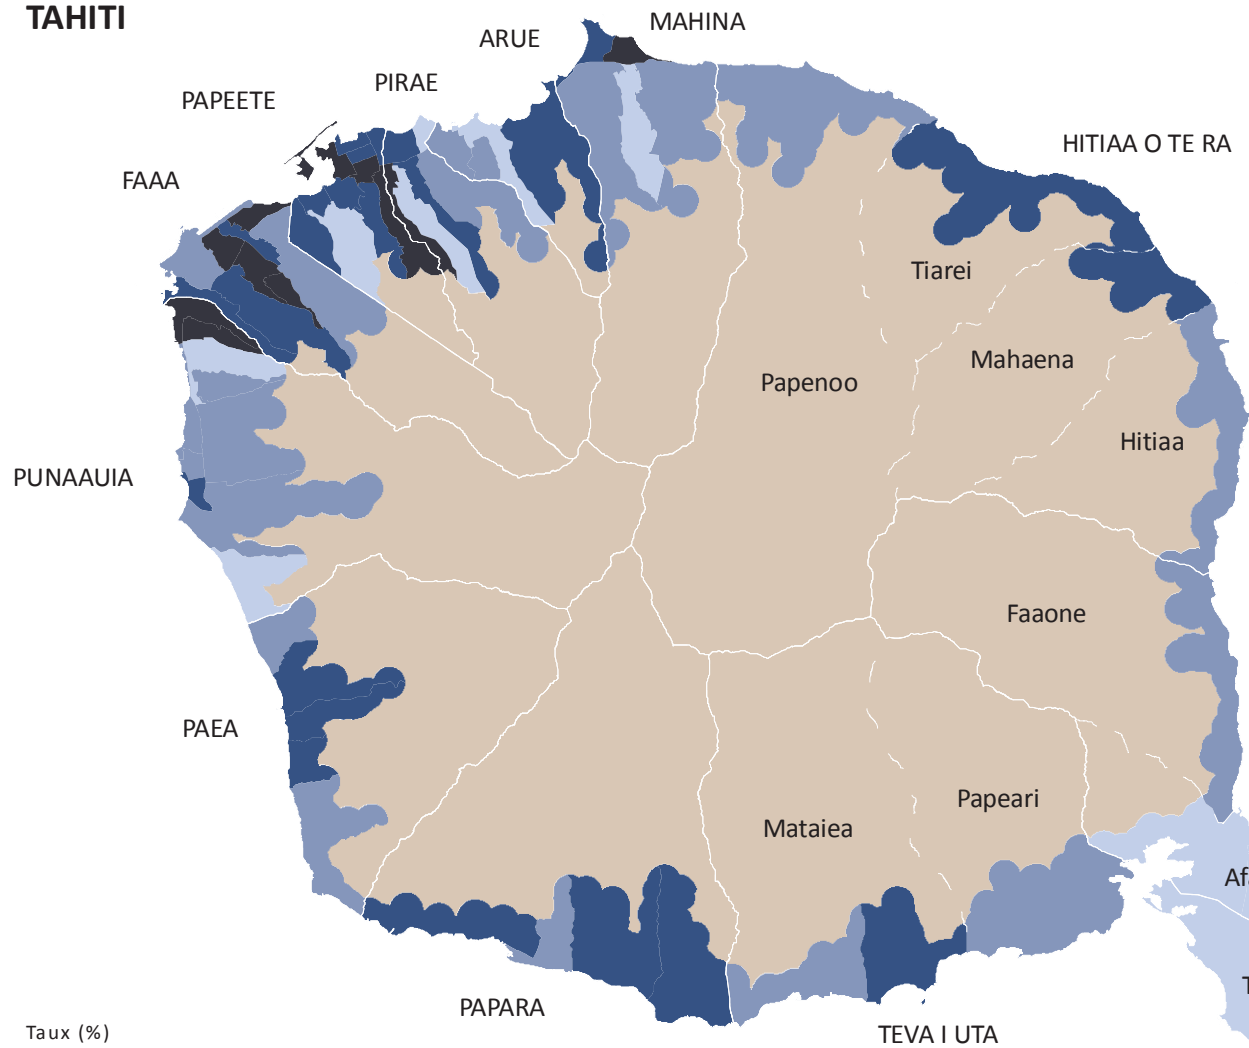 TAHITI
MAHINA
ARUE
PIRAE
PAPEETE
HITIAA O TE RA
FAAA
Tiarei
Mahaena
Papenoo
Hitiaa
PUNAAUIA
Faaone
PAEA
Papeari
Mataiea
PAPARA
Taux (%)
TEVA I UTA